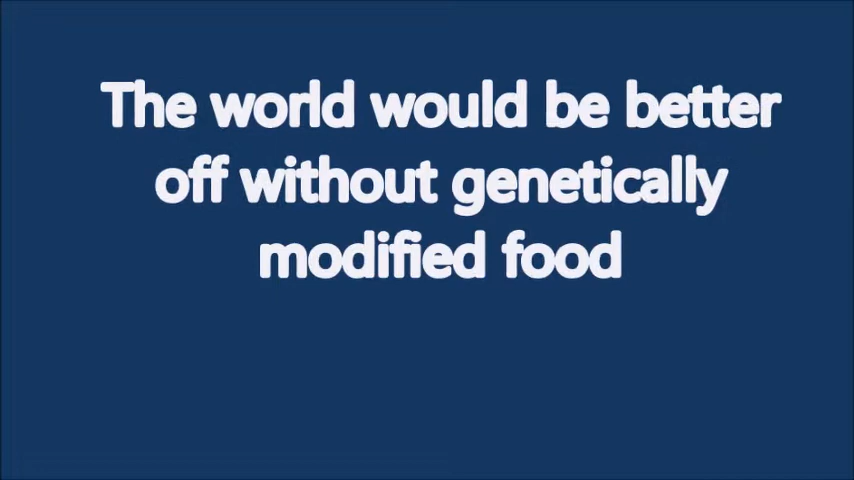 The world would be better
off without genetically
modified food